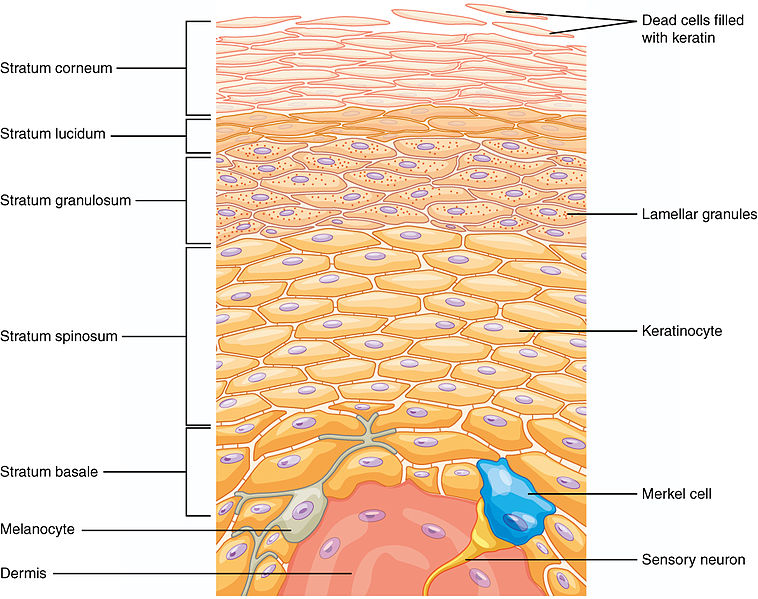 Dead cells filled
with keratin
Stratum corneum
Stratum lucidum
Stratum granulosum
Lamellar granules
Stratum spinosum
Keratinocyte
Stratum basale
Merkel cell
Melanocyte
Sensory neuron
Dermis